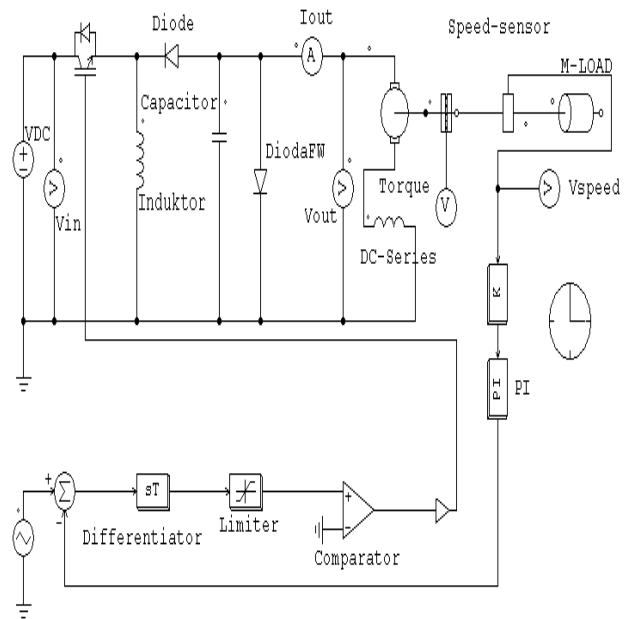 Iout
Diode
Speed-sensor
A
M-LOAD
Capacitor
VDC
DiodaFW
V
Vspeed
Torque
V
V
Induktor
V
Vin
Vout
DC-Series
K
PI
PI
sT
Limiter
Differentiator
Comparator